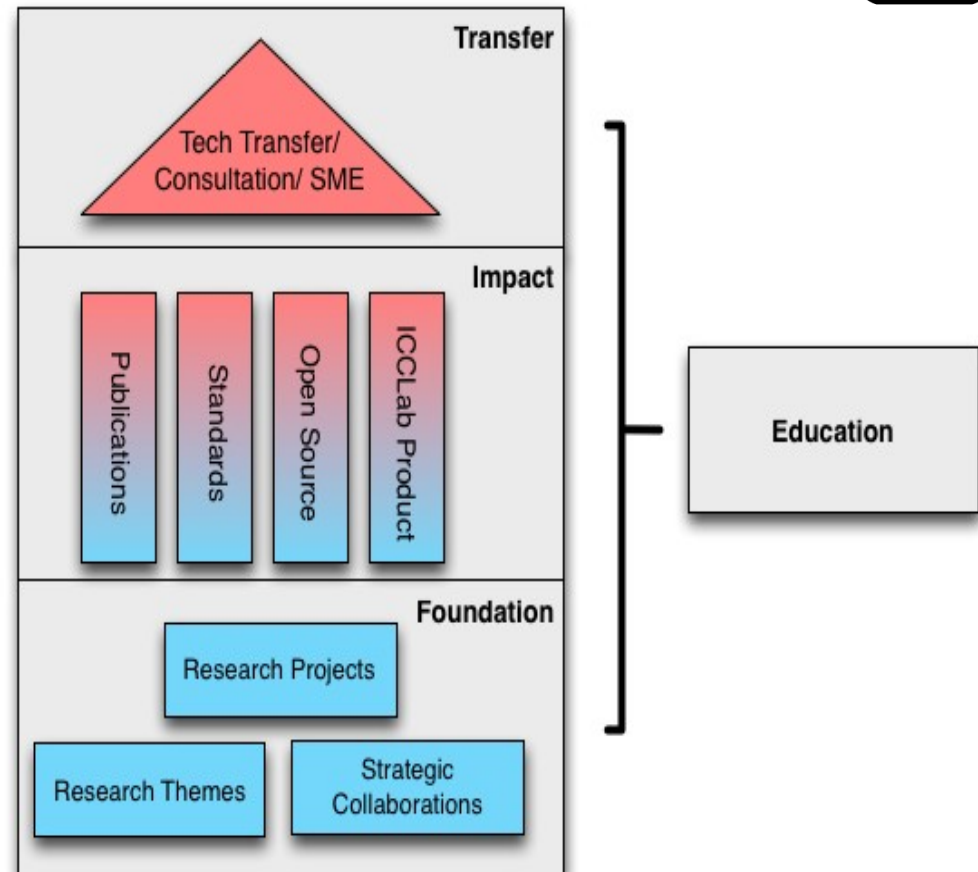 Transfer
Tech Transfer/
Consultation/ SME
Impact
Publications
Standards
Open Source
ICCLab Product
Education
Foundation
Research Projects
Research Themes
Strategic
Collaborations